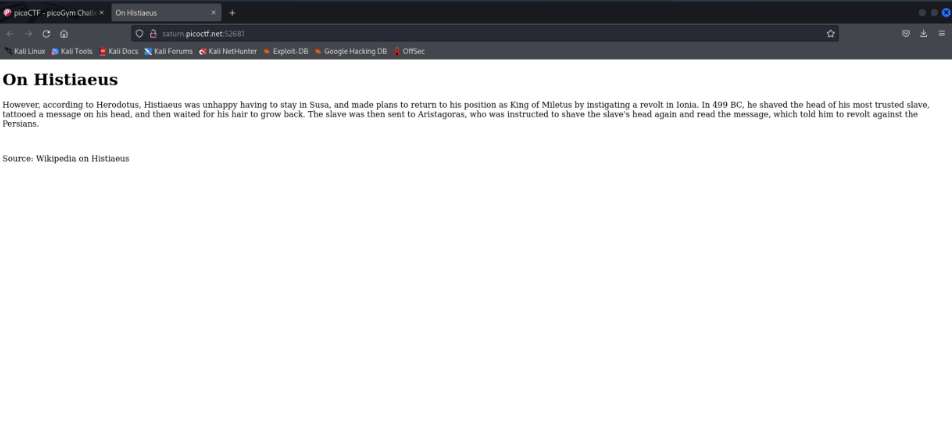 picoCTF - picoGym Challe
On Histiaeus
saturn.picoctf.net:52681
Kali Linux Kali Tools Kali Docs Kali Forums Kali NetHunter Exploit-DB Google Hacking DB OffSec
On Histiaeus
However, according to Herodotus, Histiaeus was unhappy having to stay in Susa, and made plans to return to his position as King of Miletus by instigating a revolt in Ionia. In 499 BC, he shaved the head of his most trusted slave,
tattooed a message on his head, and then waited for his hair to grow back. The slave was then sent to Aristagoras, who was instructed to shave the slave's head again and read the message, which told him to revolt against the
Persians.
Source: Wikipedia on Histiaeus